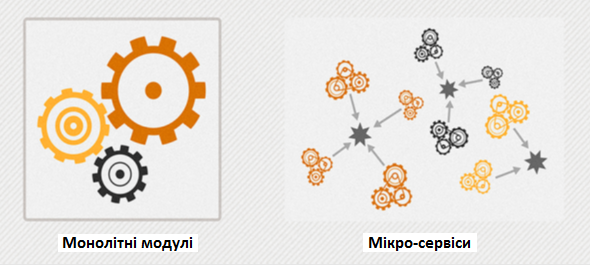 Монолітні модулі
Мікро-сервіси